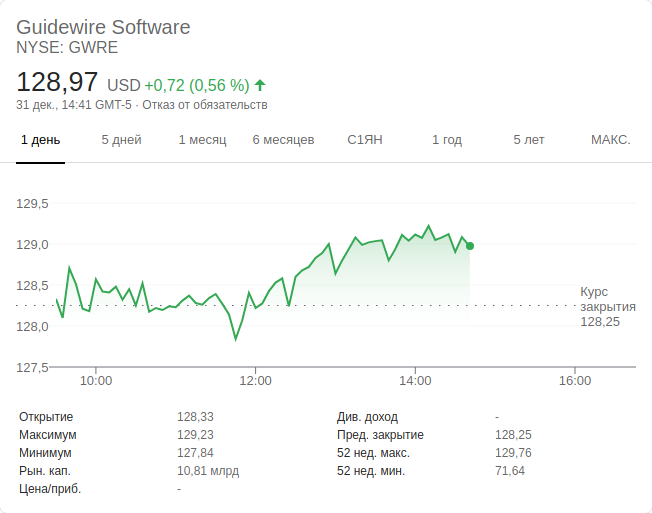 Guidewire Software
NYSE: GWRE
128,97 USD +0,72 (0,56 %)
31 дек., 14:41 GMT-5 · Отказ от обязательств
1 день 5 дней 1 месяц 6 месяцев С1ЯН 1 год 5 лет МАКС.
129,5
129,0
128,5
128,0
127,5
Курс
закрытия
128,25
10:00 12:00 14:00 16:00
Открытие 128,33
Максимум 129,23
Минимум 127,84
Рын. кап. 10,81 млрд
Цена/приб. -
Див. доход -
Пред. закрытие 128,25
52 нед. макс. 129,76
52 нед. мин. 71,64